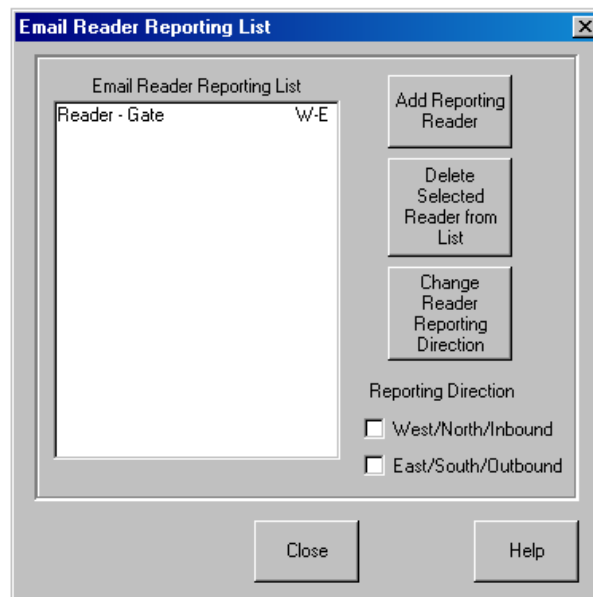 Email Reader Reporting List
Email Reader Reporting List
Reader - Gate W-E
Add Reporting
Reader
Delete
Selected
Reader from
List
Change
Reader
Reporting
Direction
Reporting Direction
West/North/Inbound
East/South/Outbound
Close
Help